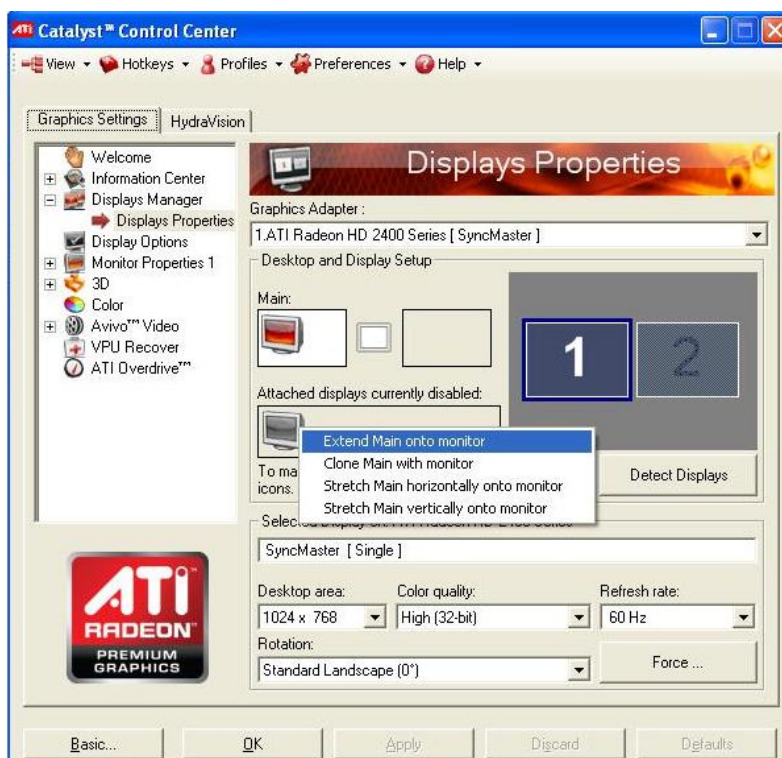 ATI Catalyst™ Control Center
View Hotkeys Profiles Preferences Help
Graphics Settings HydraVision
Welcome
Information Center
Displays Manager
Displays Properties
Display Options
Monitor Properties 1
3D
Color
Avivo™ Video
VPU Recover
ATI Overdrive™
ATI
RADEON
PREMIUM
GRAPHICS
Displays Properties
Graphics Adapter :
1.ATI Radeon HD 2400 Series [ SyncMaster ]
Desktop and Display Setup
Main:
1 2
Attached displays currently disabled:
Extend Main onto monitor
Clone Main with monitor
Stretch Main horizontally onto monitor
Stretch Main vertically onto monitor
To ma
icons.
Detect Displays
SyncMaster [ Single ]
Desktop area: Color quality: Refresh rate:
1024 x 768 High (32-bit) 60 Hz
Rotation:
Standard Landscape (0°) Force ...
Basic... OK Apply Discard Defaults